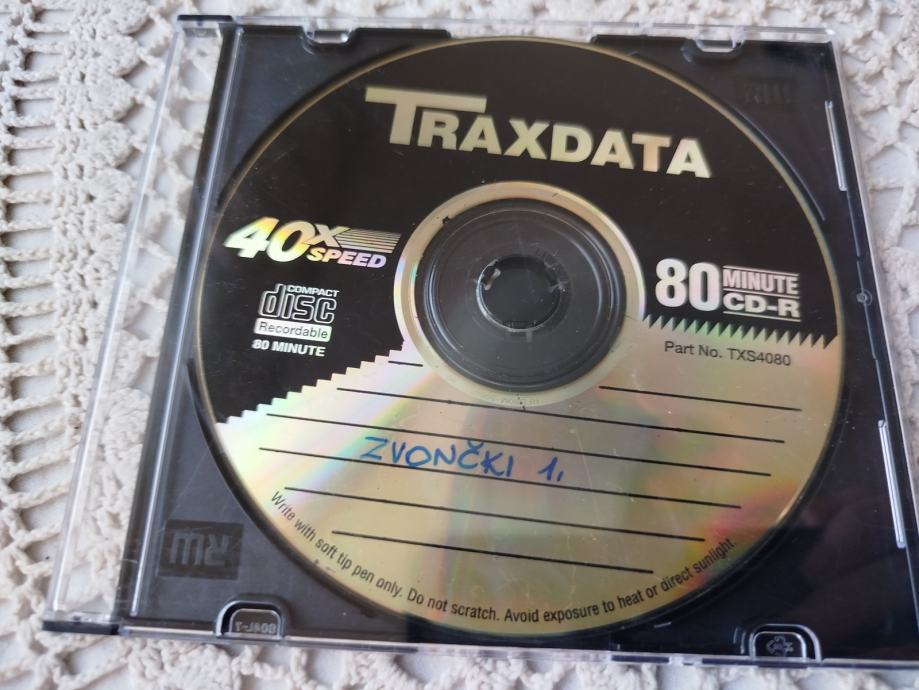 TRAXDATA
40X
SPEED
COMPACT
disc
Recordable
80 MINUTE
80 MINUTE
CD-R
Part No. TXS4080
ZVONČKI 1.
Write with soft tip pen only. Do not scratch. Avoid exposure to heat or direct sunlight.